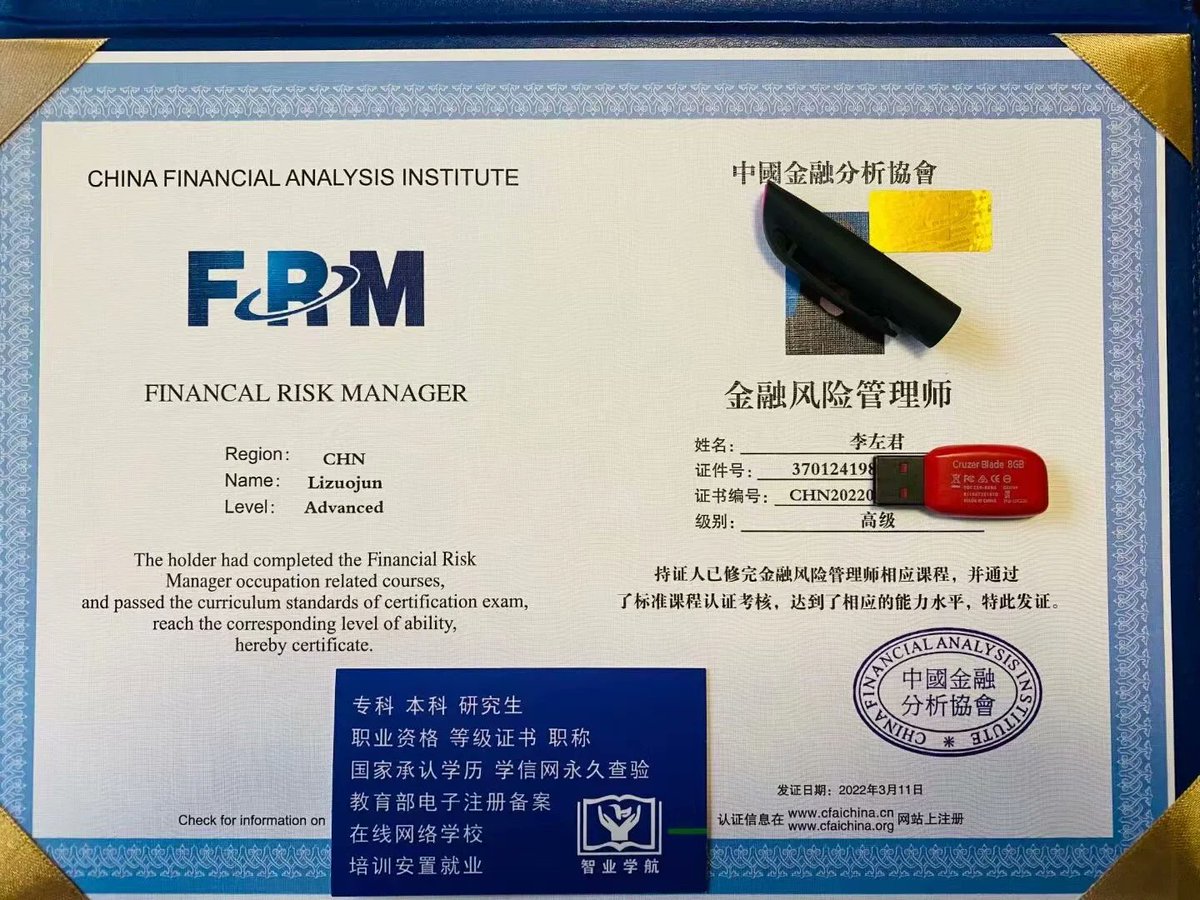 CHINA FINANCIAL ANALYSIS INSTITUTE
FRM
FINANCAL RISK MANAGER
Region: CHN
Name: Lizuojun
Level: Advanced
The holder had completed the Financial Risk
Manager occupation related courses,
and passed the curriculum standards of certification exam,
reach the corresponding level of ability,
hereby certificate.
Check for information on
中國金融分析協會
金融风险管理师
姓名: 李左君
证件号: 370124198
证书编号: CHN20220
级别: 高级
持证人已修完金融风险管理师相应课程，并通过
了标准课程认证考核，达到了相应的能力水平，特此发证。
CHINA FINANCIAL ANALYSIS INSTITUTE
中國金融
分析協會
发证日期: 2022年3月11日
认证信息在 www.cfaichina.cn
www.cfaichina.org 网站上注册
Cruzer Blade 8GB
专科 本科 研究生
职业资格 等级证书 职称
国家承认学历 学信网永久查验
教育部电子注册备案
在线网络学校
培训安置就业
智业学航